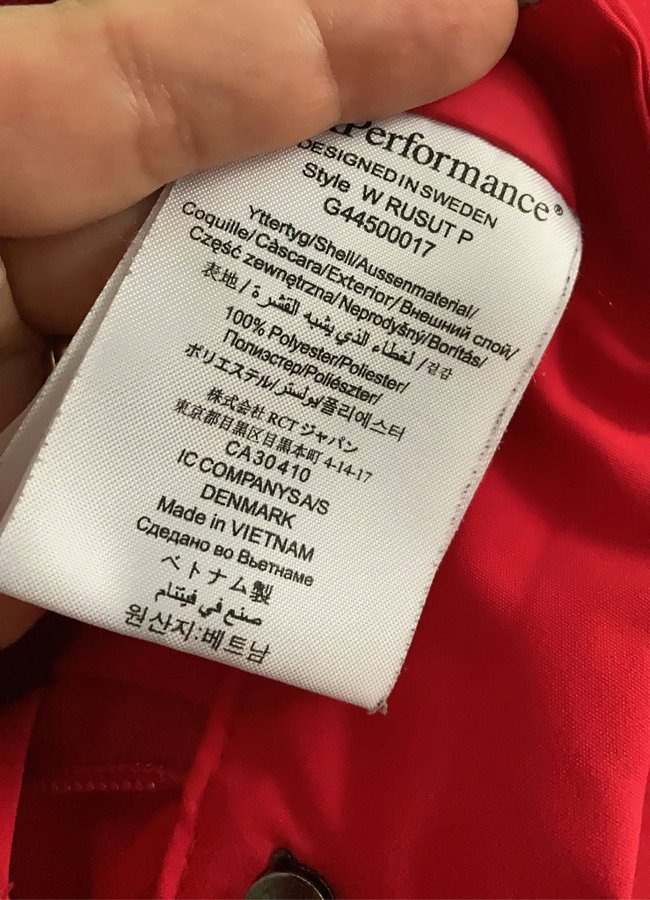 Performance®
DESIGNED IN SWEDEN
Style W RUSUT P
G44500017
Yttertyg/Shell/Aussenmaterial/
Coquille/Càscara/Exterior/Внешний слой/
Część zewnętrzna/Neprodyšný/Borítás/
表地/لغطاء الذي يشبه القشرة/겉감
100% Polyester/Poliester/
Полиэстер/Poliészter/
ポリエステル/بوليستر/폴리에스터
株式会社 RCT ジャパン
東京都目黒区目黒本町 4-14-17
CA30410
IC COMPANYS A/S
DENMARK
Made in VIETNAM
Сдедано во Вьетнаме
ベトナム製
صنع في فيتنام
원산지:베트남